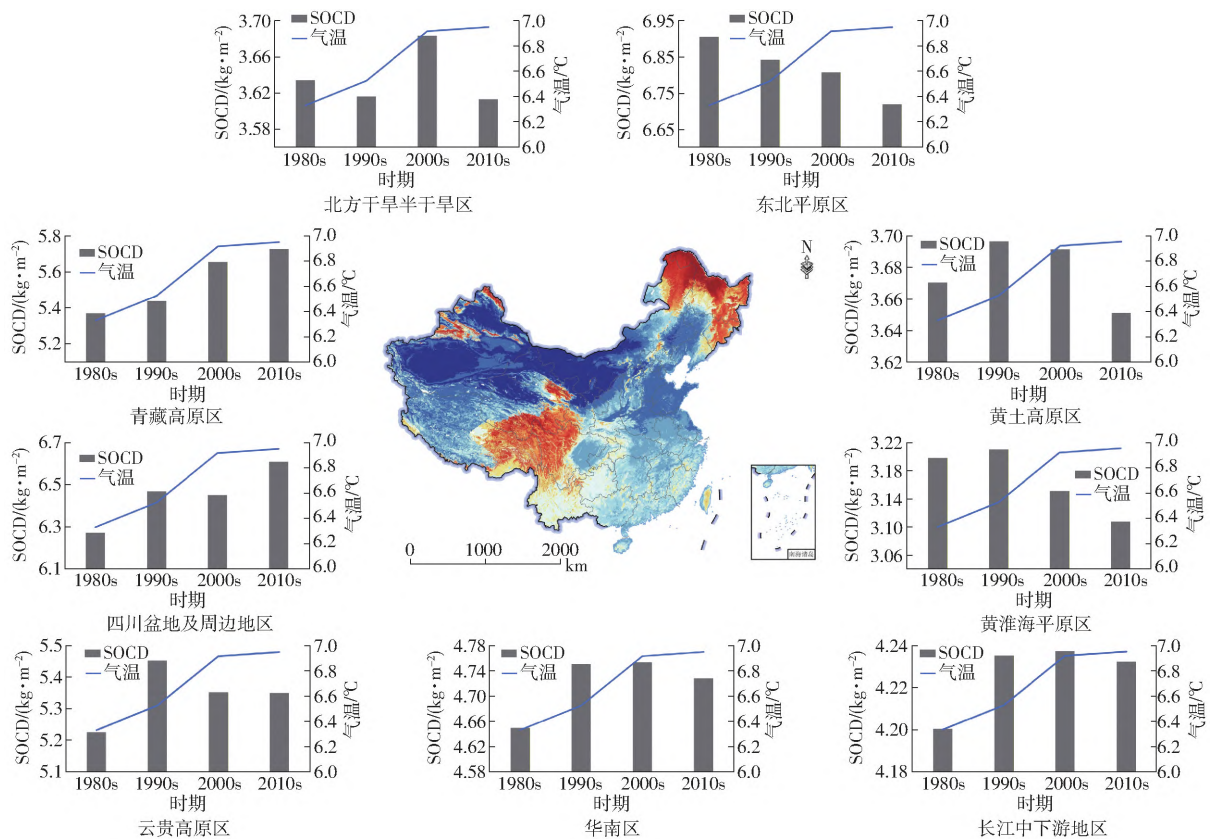 3.70
3.66
3.62
3.58
SOCD/(kg·m⁻²)
SOCD
气温
7.0
6.8
6.6
6.4
6.2
6.0
气温/℃
1980s 1990s 2000s 2010s
时期
北方干旱半干旱区
6.95
6.85
6.75
6.65
SOCD/(kg·m⁻²)
SOCD
气温
7.0
6.8
6.6
6.4
6.2
6.0
气温/℃
1980s 1990s 2000s 2010s
时期
东北平原区
5.8
5.6
5.4
5.2
SOCD/(kg·m⁻²)
SOCD
气温
7.0
6.8
6.6
6.4
6.2
6.0
气温/℃
1980s 1990s 2000s 2010s
时期
青藏高原区
N
0 1000 2000
km
南海诸岛
3.70
3.68
3.66
3.64
3.62
SOCD/(kg·m⁻²)
SOCD
气温
7.0
6.8
6.6
6.4
6.2
6.0
气温/℃
1980s 1990s 2000s 2010s
时期
黄土高原区
6.7
6.5
6.3
6.1
SOCD/(kg·m⁻²)
SOCD
气温
7.0
6.8
6.6
6.4
6.2
6.0
气温/℃
1980s 1990s 2000s 2010s
时期
四川盆地及周边地区
3.22
3.18
3.14
3.10
3.06
SOCD/(kg·m⁻²)
SOCD
气温
7.0
6.8
6.6
6.4
6.2
6.0
气温/℃
1980s 1990s 2000s 2010s
时期
黄淮海平原区
5.5
5.4
5.3
5.2
5.1
SOCD/(kg·m⁻²)
SOCD
气温
7.0
6.8
6.6
6.4
6.2
6.0
气温/℃
1980s 1990s 2000s 2010s
时期
云贵高原区
4.78
4.74
4.70
4.66
4.62
4.58
SOCD/(kg·m⁻²)
SOCD
气温
7.0
6.8
6.6
6.4
6.2
6.0
气温/℃
1980s 1990s 2000s 2010s
时期
华南区
4.24
4.22
4.20
4.18
SOCD/(kg·m⁻²)
SOCD
气温
7.0
6.8
6.6
6.4
6.2
6.0
气温/℃
1980s 1990s 2000s 2010s
时期
长江中下游地区